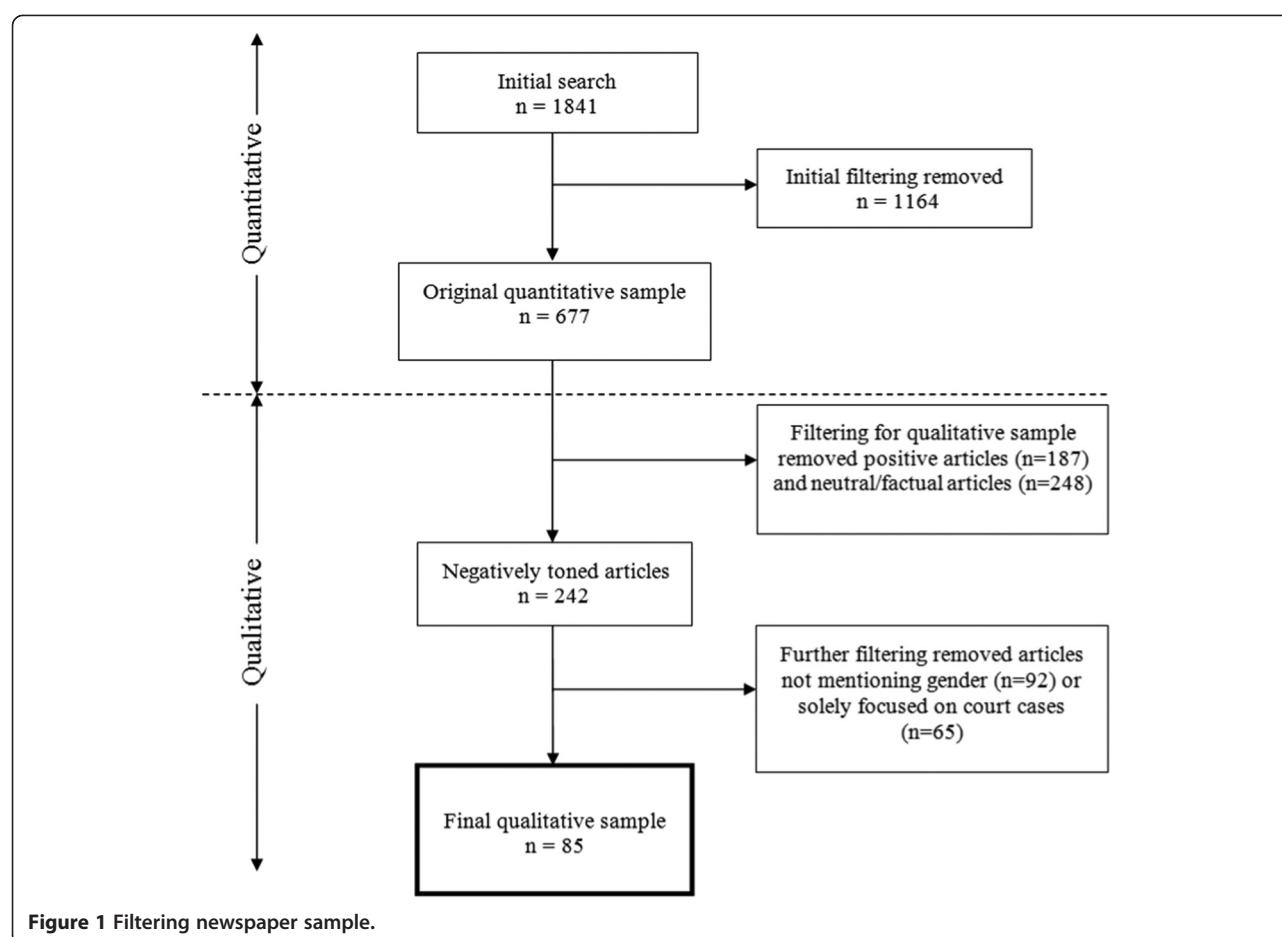 Quantitative
Initial search
n = 1841
Initial filtering removed
n = 1164
Original quantitative sample
n = 677
Qualitative
Filtering for qualitative sample
removed positive articles (n=187)
and neutral/factual articles (n=248)
Negatively toned articles
n = 242
Further filtering removed articles
not mentioning gender (n=92) or
solely focused on court cases
(n=65)
Final qualitative sample
n = 85
Figure 1 Filtering newspaper sample.